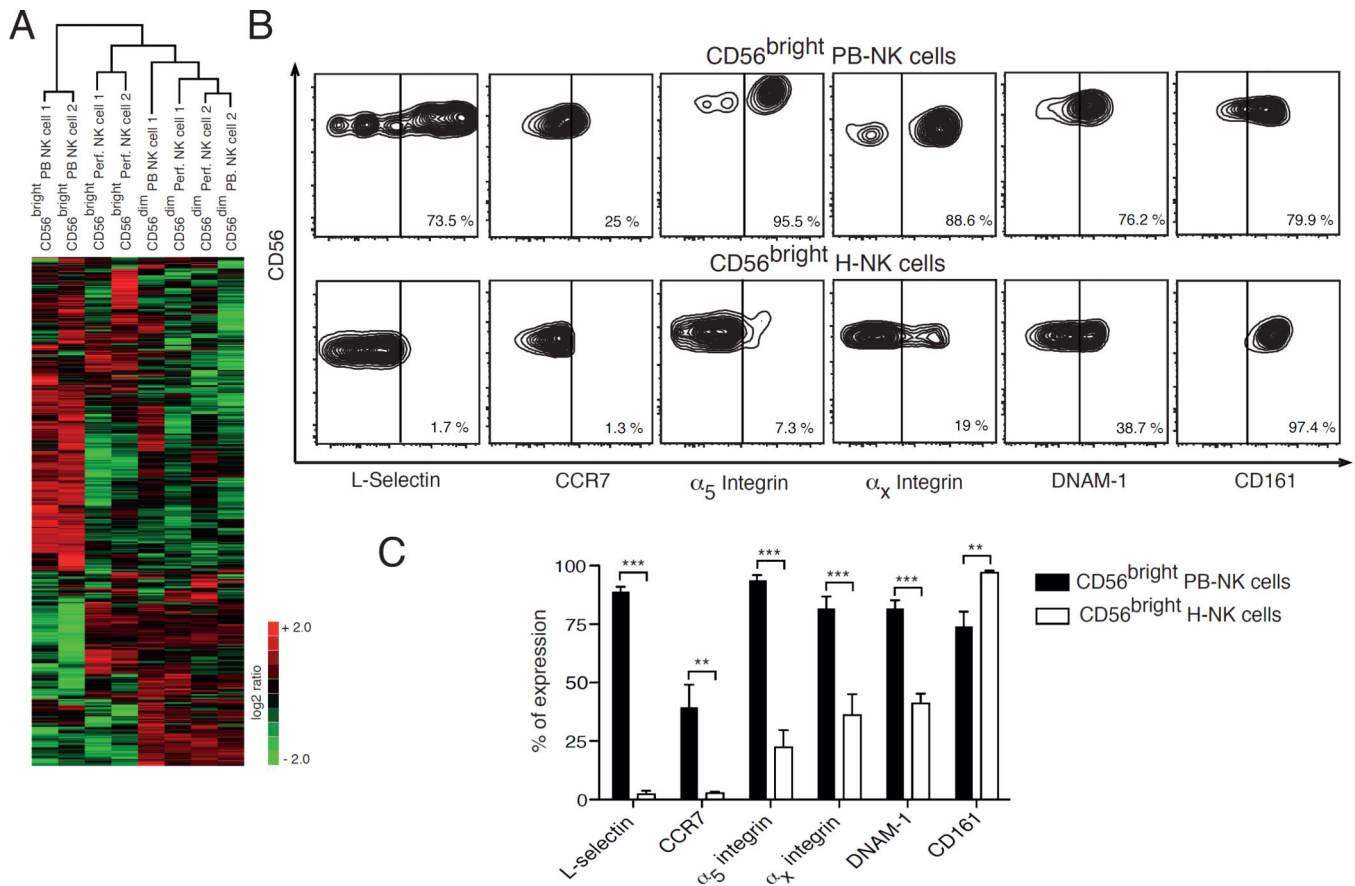 A
CD56bright PB NK cell 1
CD56bright PB NK cell 2
CD56bright Perf. NK cell 1
CD56bright Perf. NK cell 2
CD56dim PB NK cell 1
CD56dim Perf. NK cell 1
CD56dim Perf. NK cell 2
CD56dim PB. NK cell 2
+ 2.0
log2 ratio
- 2.0
B
CD56bright PB-NK cells
73.5 %
25 %
95.5 %
88.6 %
76.2 %
79.9 %
CD56
CD56bright H-NK cells
1.7 %
1.3 %
7.3 %
19 %
38.7 %
97.4 %
L-Selectin
CCR7
α5 Integrin
αx Integrin
DNAM-1
CD161
C
% of expression
100
75
50
25
0
***
**
***
***
***
**
CD56bright PB-NK cells
CD56bright H-NK cells
L-selectin
CCR7
α5 integrin
αx integrin
DNAM-1
CD161